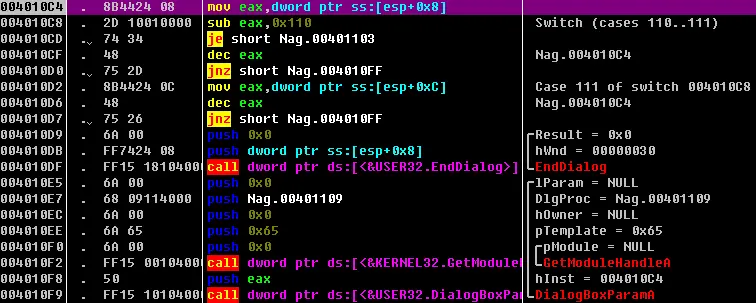 004010C4 . 8B4424 08 mov eax,dword ptr ss:[esp+0x8]
004010C8 . 2D 10010000 sub eax,0x110 Switch (cases 110..111)
004010CD . 74 34 je short Nag.00401103
004010CF . 48 dec eax Nag.004010C4
004010D0 . 75 2D jnz short Nag.004010FF
004010D2 . 8B4424 0C mov eax,dword ptr ss:[esp+0xC] Case 111 of switch 004010C8
004010D6 . 48 dec eax Nag.004010C4
004010D7 . 75 26 jnz short Nag.004010FF
004010D9 . 6A 00 push 0x0 Result = 0x0
004010DB . FF7424 08 push dword ptr ss:[esp+0x8] hWnd = 00000030
004010DF . FF15 18104000 call dword ptr ds:[<&USER32.EndDialog>] EndDialog
004010E5 . 6A 00 push 0x0 lParam = NULL
004010E7 . 68 09114000 push Nag.00401109 DlgProc = Nag.00401109
004010EC . 6A 00 push 0x0 hOwner = NULL
004010EE . 6A 65 push 0x65 pTemplate = 0x65
004010F0 . 6A 00 push 0x0 pModule = NULL
004010F2 . FF15 00104000 call dword ptr ds:[<&KERNEL32.GetModuleH GetModuleHandleA
004010F8 . 50 push eax hInst = 004010C4
004010F9 . FF15 10104000 call dword ptr ds:[<&USER32.DialogBoxPara DialogBoxParamA